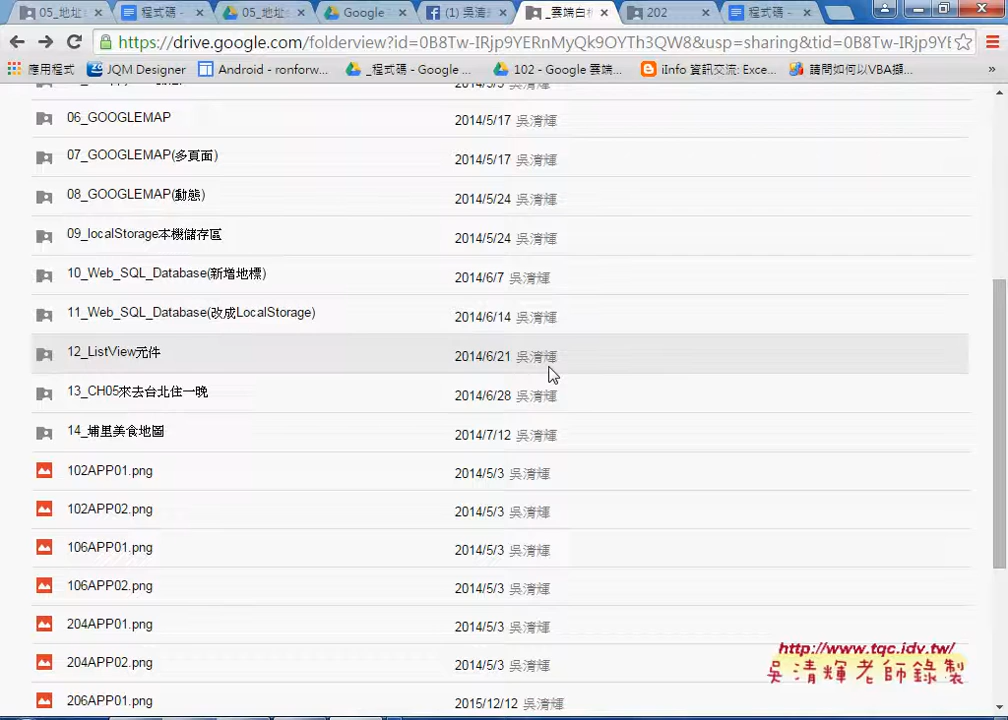 05_地址
程式碼 -
05_地址
Google
(1) 吳清
_雲端白
202
程式碼 -
https://drive.google.com/folderview?id=0B8Tw-IRjp9YERnMyQk9OYTh3QW8&usp=sharing&tid=0B8Tw-IRjp9YE
應用程式
JQM Designer
Android - ronforw...
_程式碼 - Google ...
102 - Google 雲端...
iInfo 資訊交流: Exce...
請問如何以VBA擷...
»
2014/5/3 吳清輝
06_GOOGLEMAP 2014/5/17 吳清輝
07_GOOGLEMAP(多頁面) 2014/5/17 吳清輝
08_GOOGLEMAP(動態) 2014/5/24 吳清輝
09_localStorage本機儲存區 2014/5/24 吳清輝
10_Web_SQL_Database(新增地標) 2014/6/7 吳清輝
11_Web_SQL_Database(改成LocalStorage) 2014/6/14 吳清輝
12_ListView元件 2014/6/21 吳清輝
13_CH05來去台北住一晚 2014/6/28 吳清輝
14_埔里美食地圖 2014/7/12 吳清輝
102APP01.png 2014/5/3 吳清輝
102APP02.png 2014/5/3 吳清輝
106APP01.png 2014/5/3 吳清輝
106APP02.png 2014/5/3 吳清輝
204APP01.png 2014/5/3 吳清輝
204APP02.png 2014/5/3 吳清輝
206APP01.png 2015/12/12 吳清輝
http://www.tqc.idv.tw/
吳清輝老師錄製